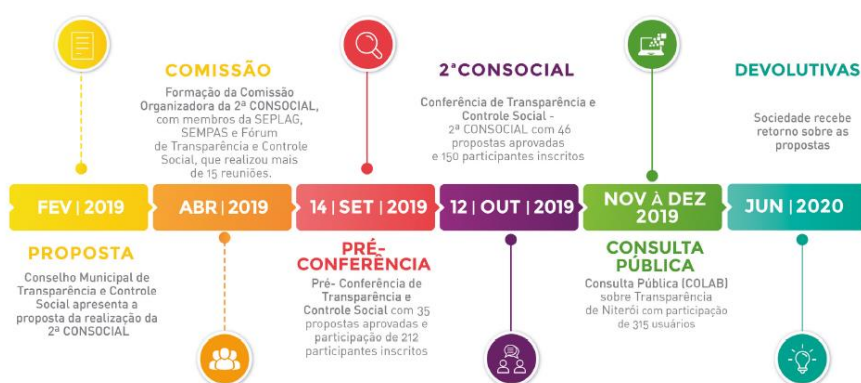 COMISSÃO
Formação da Comissão
Organizadora da 2ª CONSOCIAL,
com membros da SEPLAG,
SEMPAS e Fórum
de Transparência e Controle
Social, que realizou mais
de 15 reuniões.
2ªCONSOCIAL
Conferência de Transparência e
Controle Social -
2ª CONSOCIAL com 46
propostas aprovadas
e 150 participantes inscritos
DEVOLUTIVAS
Sociedade recebe
retorno sobre as
propostas
FEV | 2019
ABR | 2019
14 | SET | 2019
12 | OUT | 2019
NOV À DEZ
2019
JUN | 2020
PROPOSTA
Conselho Municipal de
Transparência e Controle
Social apresenta a
proposta da realização da
2ª CONSOCIAL
PRÉ-
CONFERÊNCIA
Pré- Conferência de
Transparência e
Controle Social com 35
propostas aprovadas e
participação de 212
participantes inscritos
CONSULTA
PÚBLICA
Consulta Pública (COLAB)
sobre Transparência
de Niterói com participação
de 315 usuários